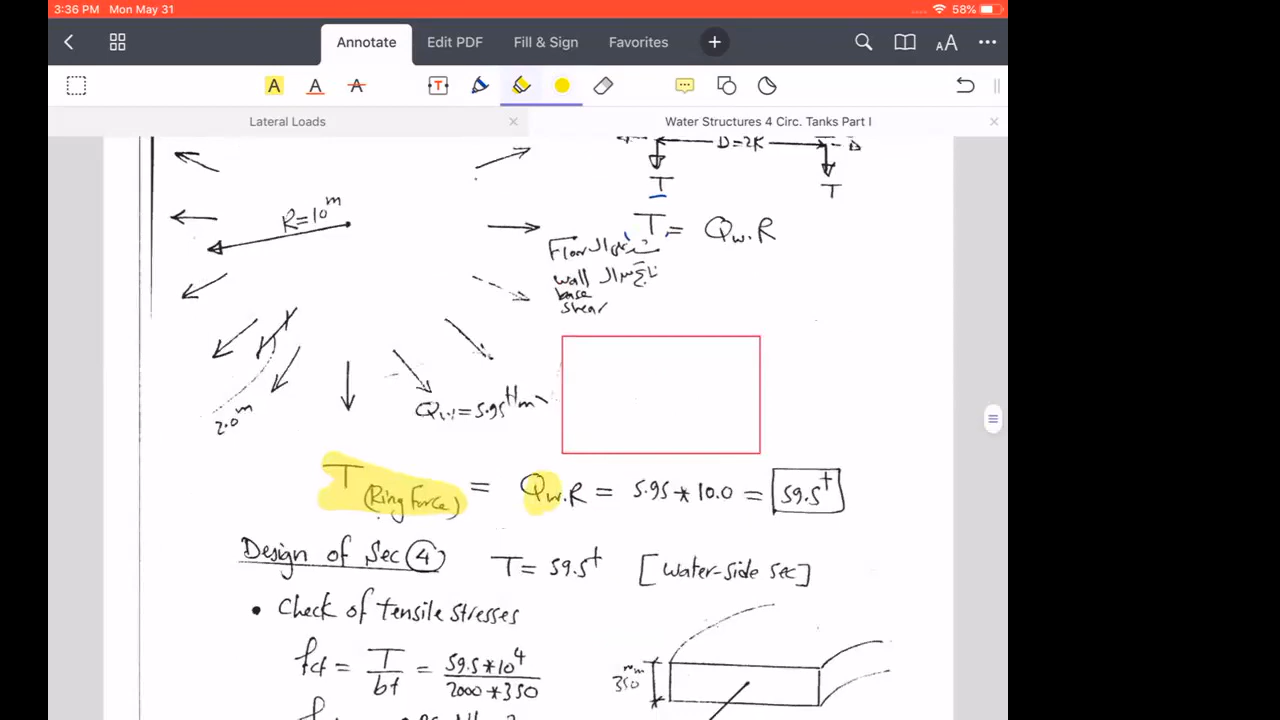 3:36 PM Mon May 31
58%
Annotate
Edit PDF
Fill & Sign
Favorites
AA
A A A T
Lateral Loads
Water Structures 4 Circ. Tanks Part I
D=2R
T
T
R=10m
T = Qw.R
Floor ال
wall ال
base
shear
2.0m
Qw=5.95t/m
T (Ring Force) = Qw.R = 5.95*10.0 = 59.5t
Design of Sec 4 T = 59.5t [water-side sec]
• Check of tensile stresses
fct = T/bt = 59.5*10^4/2000*350
350mm